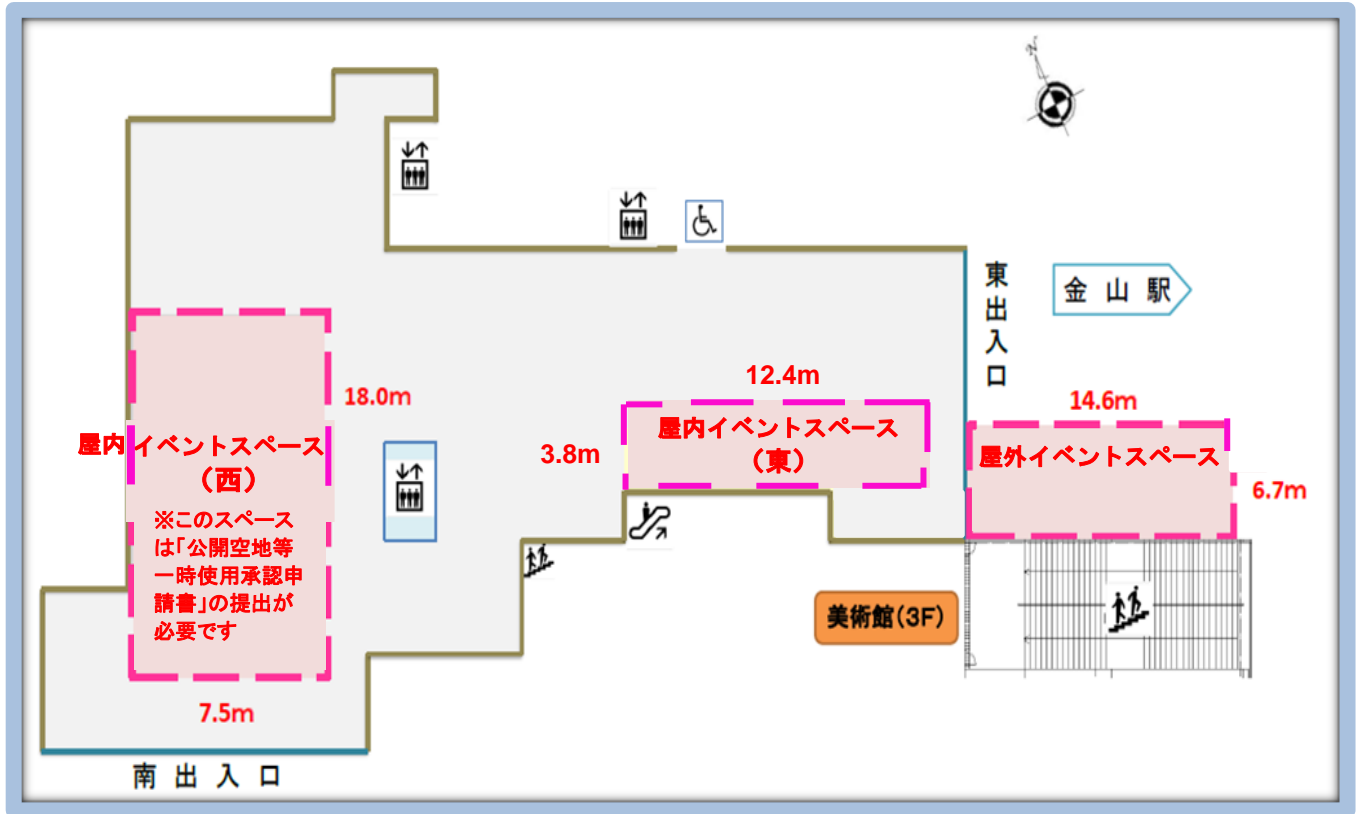 N
東出入口
金山駅
18.0m
屋内イベントスペース
（西）
※このスペース
は「公開空地等
一時使用承認申
請書」の提出が
必要です
7.5m
12.4m
3.8m
屋内イベントスペース
（東）
14.6m
屋外イベントスペース
6.7m
美術館(3F)
南出入口